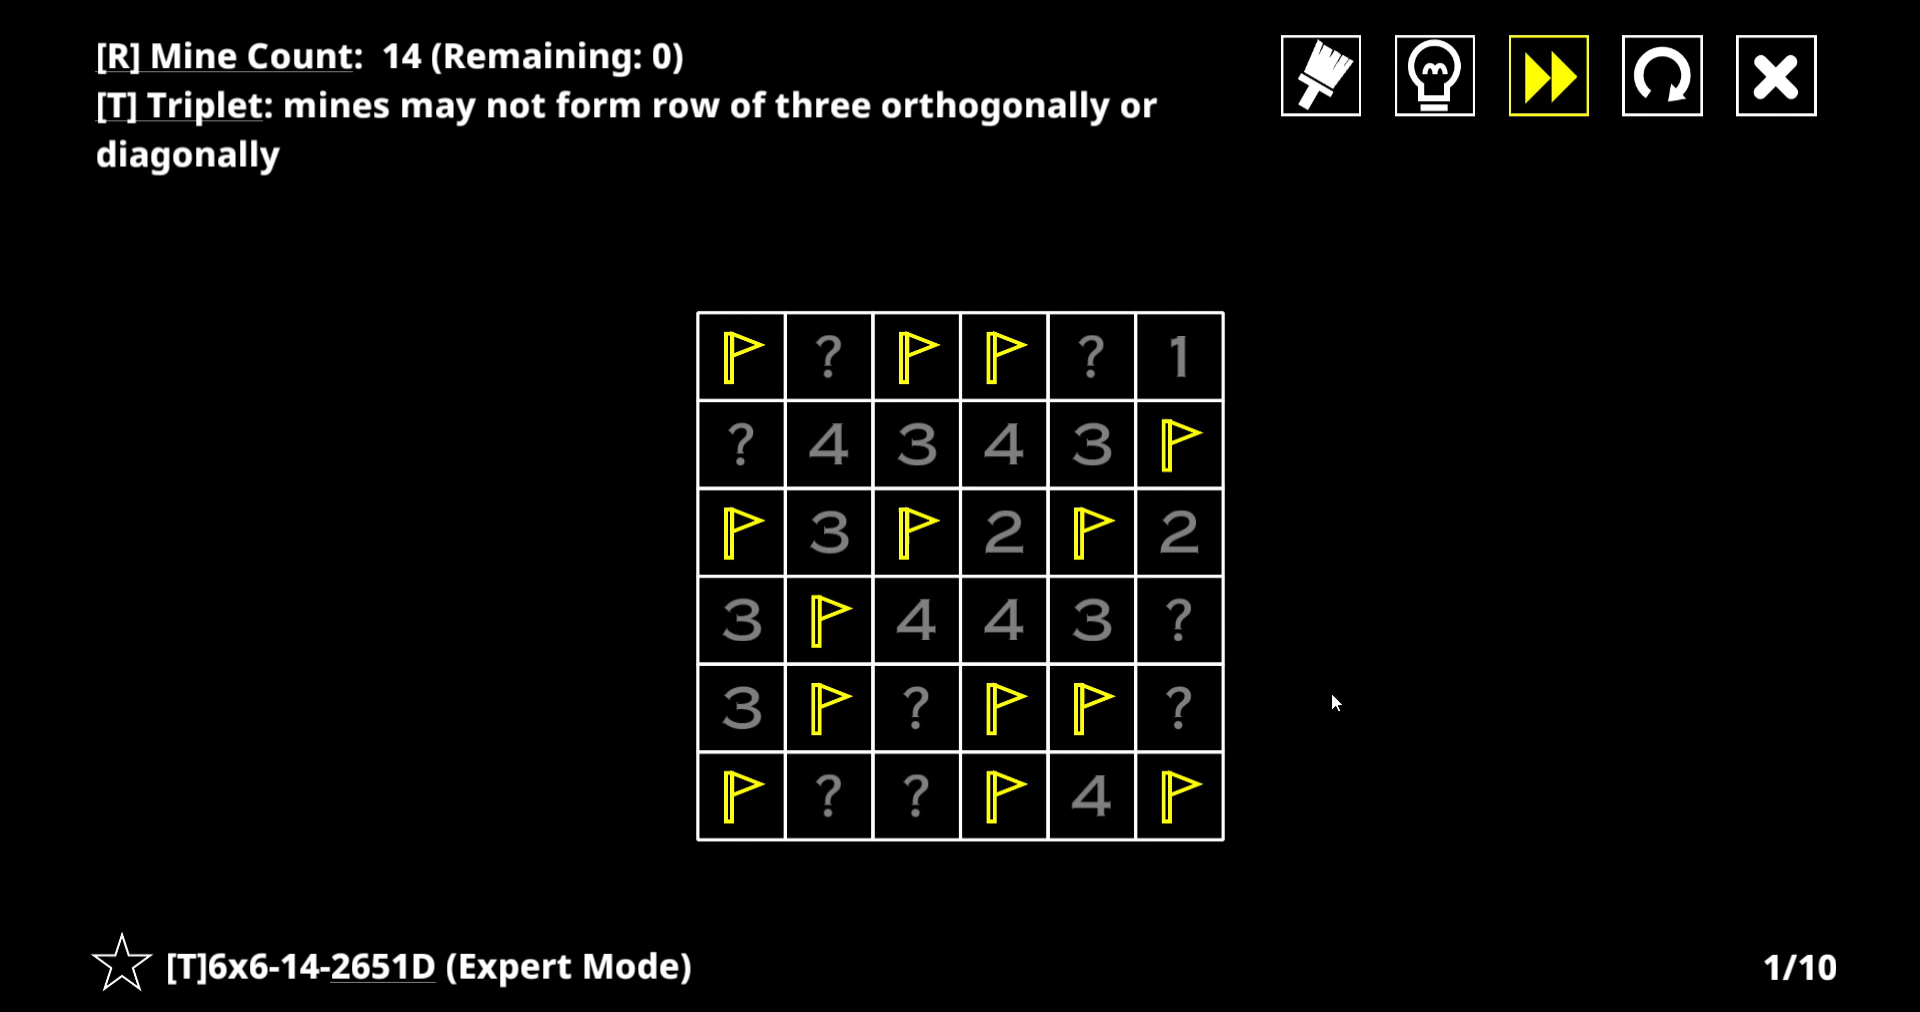 [R] Mine Count: 14 (Remaining: 0)
[T] Triplet: mines may not form row of three orthogonally or
diagonally
? ? 1
? 4 3 4 3
3 2 2
3 4 4 3 ?
3 ? ?
? ? 4
[T]6x6-14-2651D (Expert Mode)
1/10